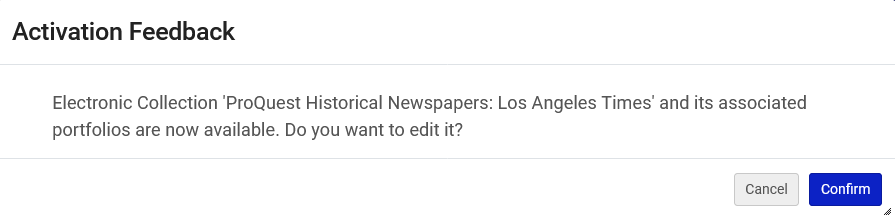 Activation Feedback
Electronic Collection 'ProQuest Historical Newspapers: Los Angeles Times' and its associated
portfolios are now available. Do you want to edit it?
Cancel Confirm